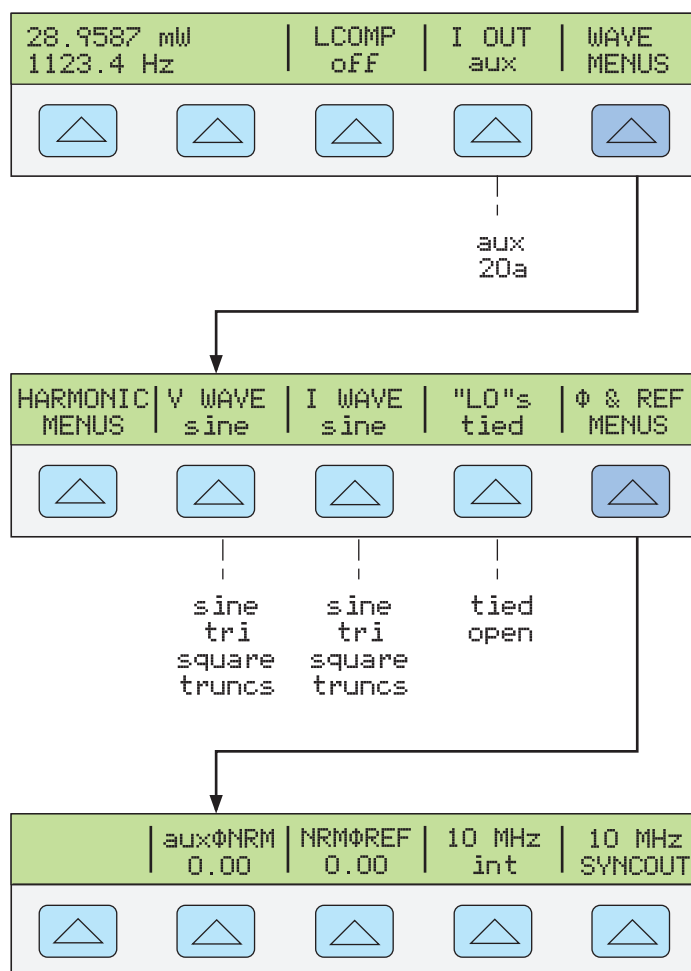 28.9587 mW | LCOMP | I OUT | WAVE
1123.4 Hz | off | aux | MENUS
aux
20a
HARMONIC | V WAVE | I WAVE | "LO"s | Φ & REF
MENUS | sine | sine | tied | MENUS
sine sine tied
tri tri open
square square
truncs truncs
| auxΦNRM | NRMΦREF | 10 MHz | 10 MHz
| 0.00 | 0.00 | int | SYNCOUT